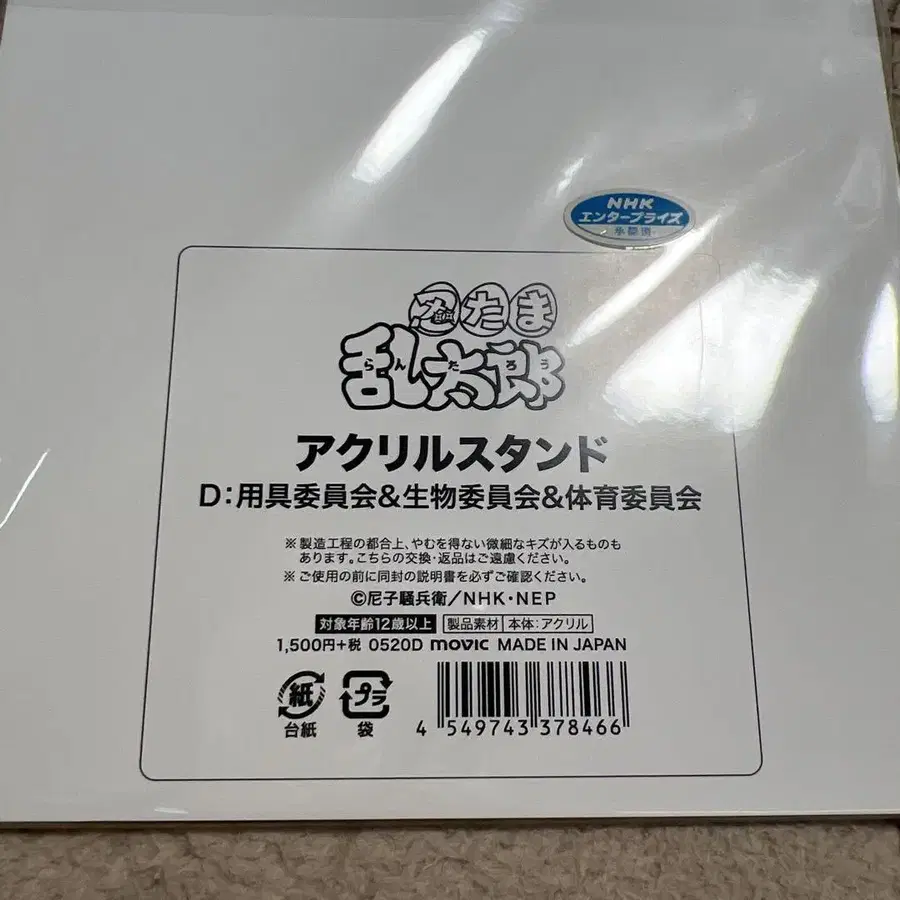 NHK
エンタープライズ
忍たま
乱太郎
らんたろう
アクリルスタンド
D:用具委員会&生物委員会&体育委員会
※製造工程の都合上、やむを得ない微細なキズが入るものも
あります。こちらの交換・返品はご遠慮ください。
※ご使用の前に同封の説明書を必ずご確認ください。
©尼子騒兵衛/NHK・NEP
対象年齢12歳以上 製品素材 本体:アクリル
1,500円+税 0520D movic MADE IN JAPAN
紙 プラ
台紙 袋
4 549743 378466